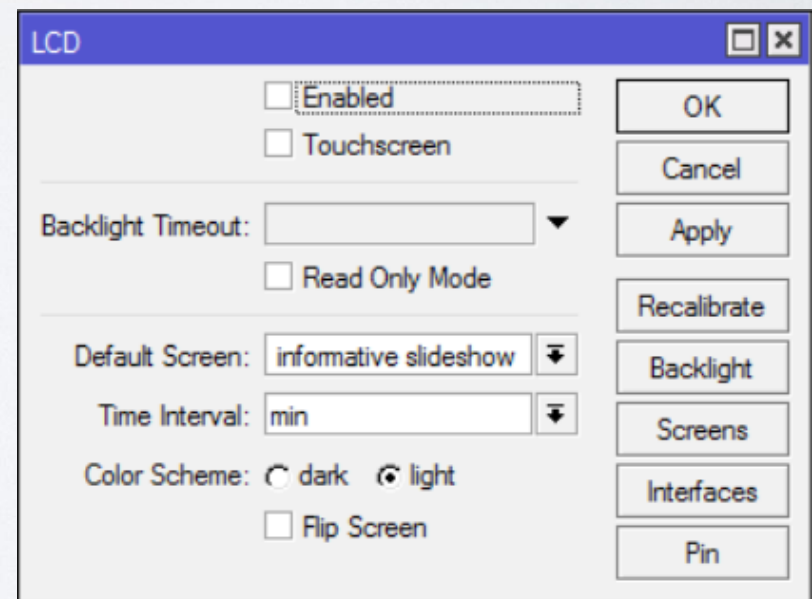 LCD
Enabled
Touchscreen
Backlight Timeout:
Read Only Mode
Default Screen: informative slideshow
Time Interval: min
Color Scheme: dark light
Flip Screen
OK
Cancel
Apply
Recalibrate
Backlight
Screens
Interfaces
Pin